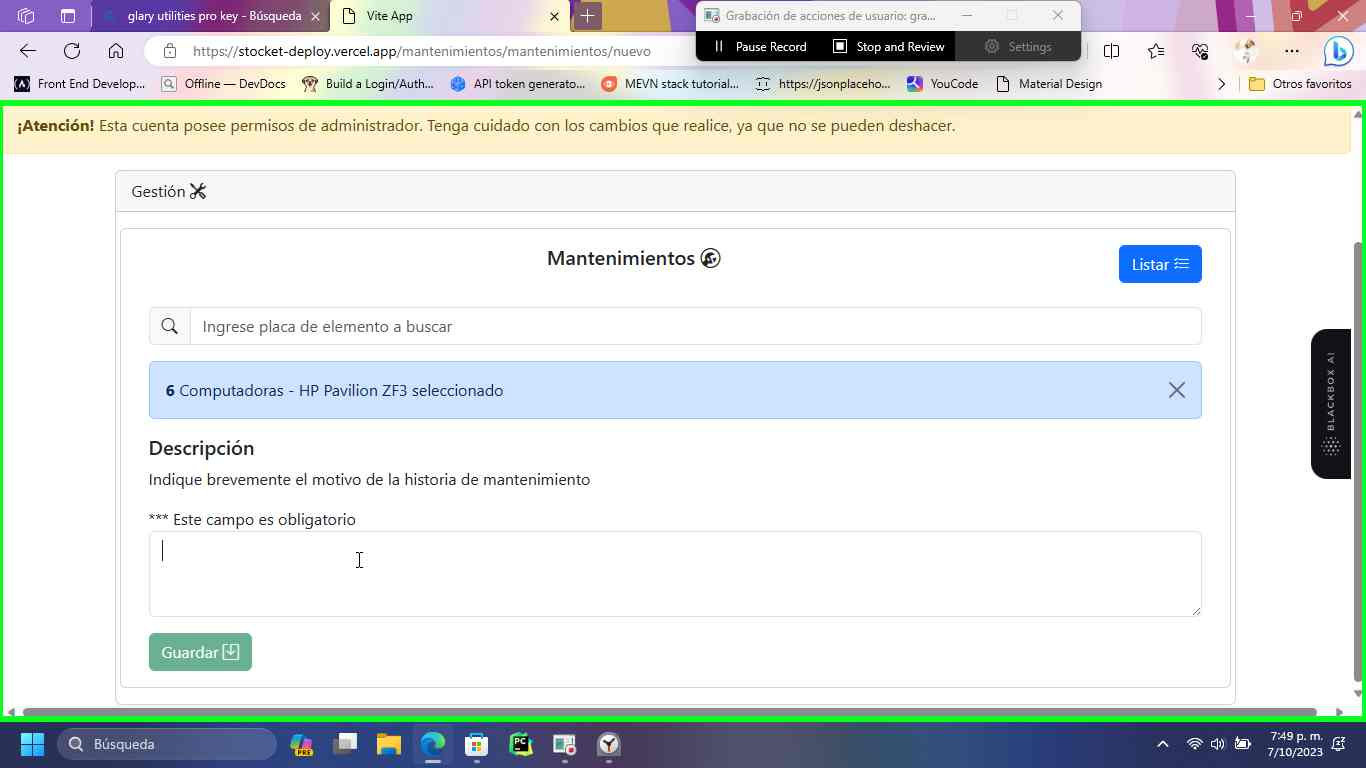 glary utilities pro key - Búsqueda
Vite App
Grabación de acciones de usuario: gra...
Pause Record
Stop and Review
Settings
https://stocket-deploy.vercel.app/mantenimientos/mantenimientos/nuevo
Front End Develop...
Offline — DevDocs
Build a Login/Auth...
API token generato...
MEVN stack tutorial...
https://jsonplaceho...
YouCode
Material Design
Otros favoritos
¡Atención! Esta cuenta posee permisos de administrador. Tenga cuidado con los cambios que realice, ya que no se pueden deshacer.
Gestión
Mantenimientos
Listar
Ingrese placa de elemento a buscar
6 Computadoras - HP Pavilion ZF3 seleccionado
BLACKBOX AI
Descripción
Indique brevemente el motivo de la historia de mantenimiento
*** Este campo es obligatorio
Guardar
Búsqueda
PRE
PC
7:49 p. m.
7/10/2023